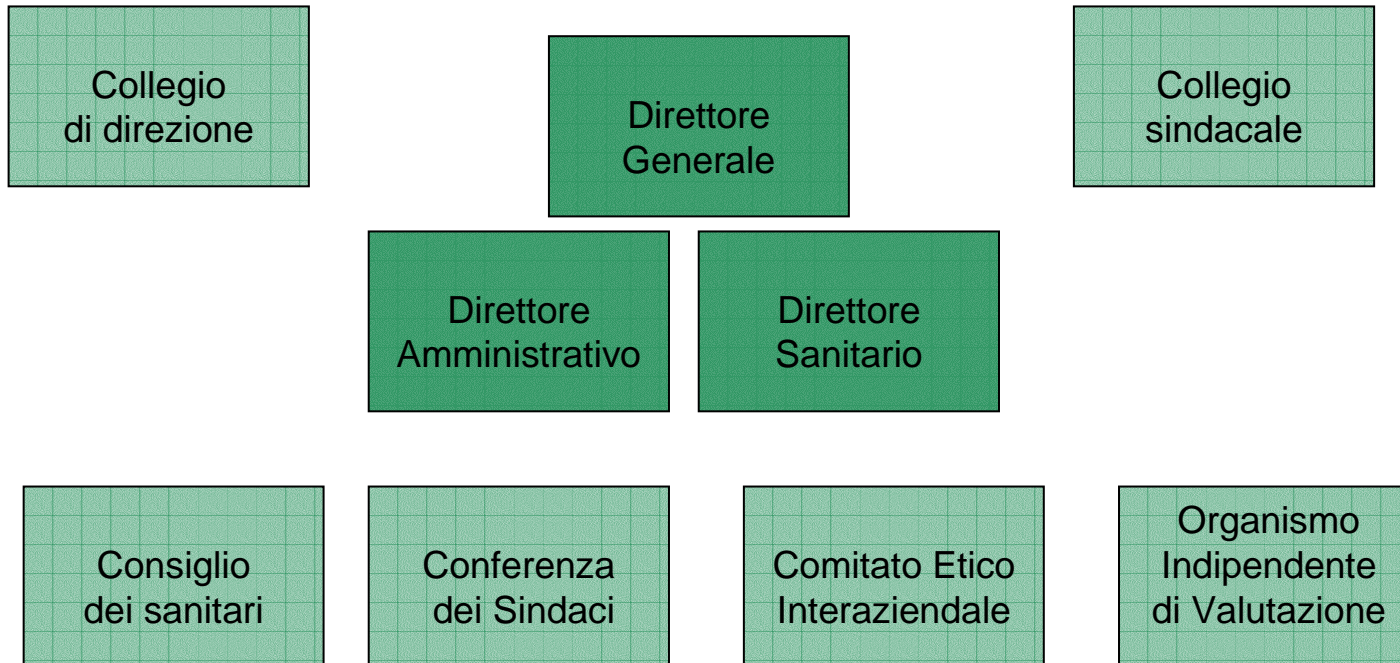 Collegio
di direzione
Direttore
Generale
Collegio
sindacale
Direttore
Amministrativo
Direttore
Sanitario
Consiglio
dei sanitari
Conferenza
dei Sindaci
Comitato Etico
Interaziendale
Organismo
Indipendente
di Valutazione